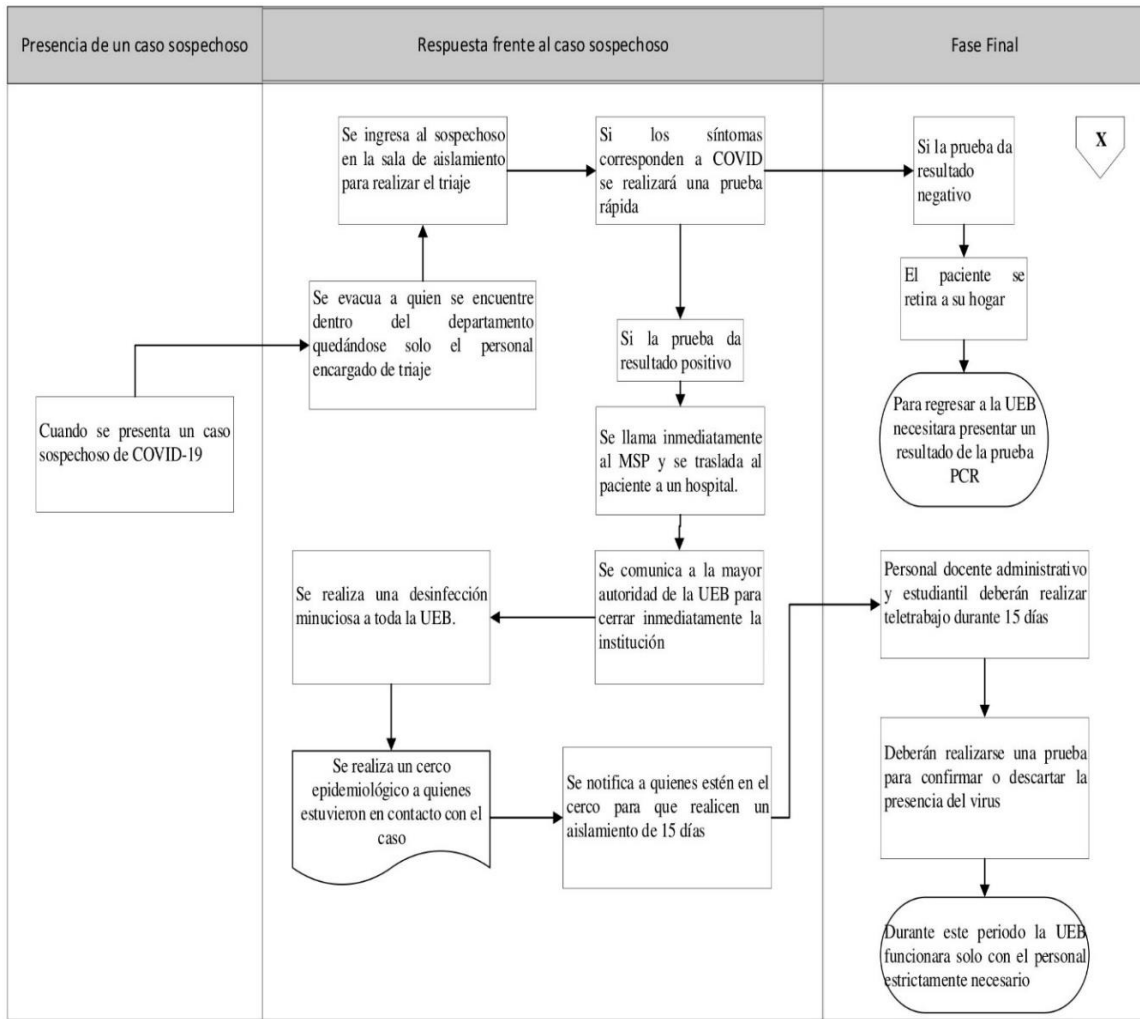 Presencia de un caso sospechoso
Respuesta frente al caso sospechoso
Fase Final
Cuando se presenta un caso
sospechoso de COVID-19
Se evacua a quien se encuentre
dentro del departamento
quedándose solo el personal
encargado de triaje
Se ingresa al sospechoso
en la sala de aislamiento
para realizar el triaje
Si los síntomas
corresponden a COVID
se realizará una prueba
rápida
Si la prueba da
resultado negativo
X
El paciente se
retira a su hogar
Para regresar a la UEB
necesitara presentar un
resultado de la prueba
PCR
Si la prueba da
resultado positivo
Se llama inmediatamente
al MSP y se traslada al
paciente a un hospital.
Se comunica a la mayor
autoridad de la UEB para
cerrar inmediatamente la
institución
Se realiza una desinfección
minuciosa a toda la UEB.
Se realiza un cerco
epidemiológico a quienes
estuvieron en contacto con el
caso
Se notifica a quienes estén en el
cerco para que realicen un
aislamiento de 15 días
Personal docente administrativo
y estudiantil deberán realizar
teletrabajo durante 15 días
Deberán realizarse una prueba
para confirmar o descartar la
presencia del virus
Durante este periodo la UEB
funcionara solo con el personal
estrictamente necesario